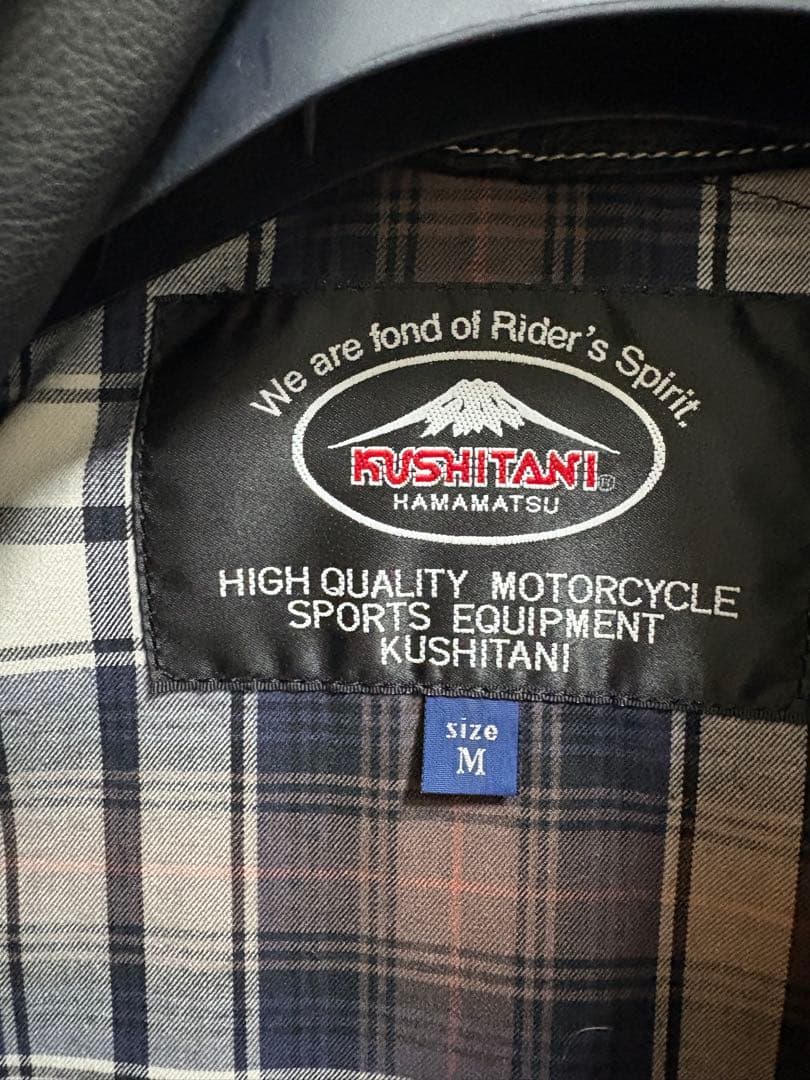 We are fond of Rider's Spirit.
KUSHITANI®
HAMAMATSU
HIGH QUALITY MOTORCYCLE
SPORTS EQUIPMENT
KUSHITANI
size
M